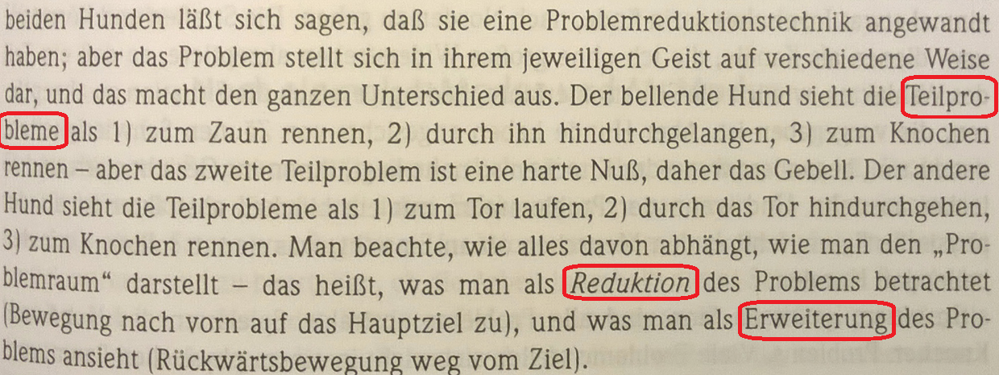 beiden Hunden läßt sich sagen, daß sie eine Problemreduktionstechnik angewandt
haben; aber das Problem stellt sich in ihrem jeweiligen Geist auf verschiedene Weise
dar, und das macht den ganzen Unterschied aus. Der bellende Hund sieht die Teilpro-
bleme als 1) zum Zaun rennen, 2) durch ihn hindurchgelangen, 3) zum Knochen
rennen – aber das zweite Teilproblem ist eine harte Nuß, daher das Gebell. Der andere
Hund sieht die Teilprobleme als 1) zum Tor laufen, 2) durch das Tor hindurchgehen,
3) zum Knochen rennen. Man beachte, wie alles davon abhängt, wie man den „Pro-
blemraum“ darstellt – das heißt, was man als Reduktion des Problems betrachtet
(Bewegung nach vorn auf das Hauptziel zu), und was man als Erweiterung des Pro-
blems ansieht (Rückwärtsbewegung weg vom Ziel).